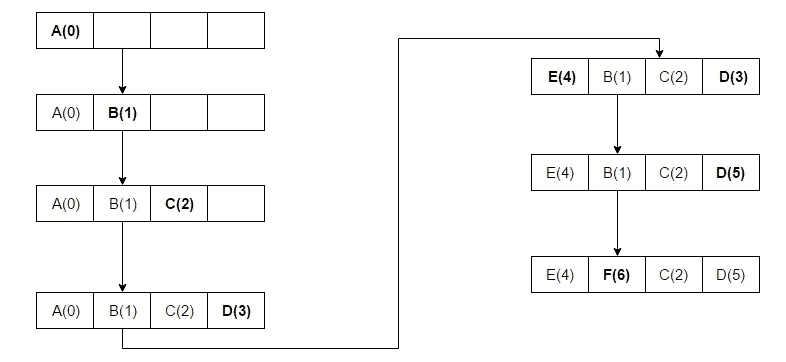 A(0)
A(0) B(1)
A(0) B(1) C(2)
A(0) B(1) C(2) D(3)
E(4) B(1) C(2) D(3)
E(4) B(1) C(2) D(5)
E(4) F(6) C(2) D(5)